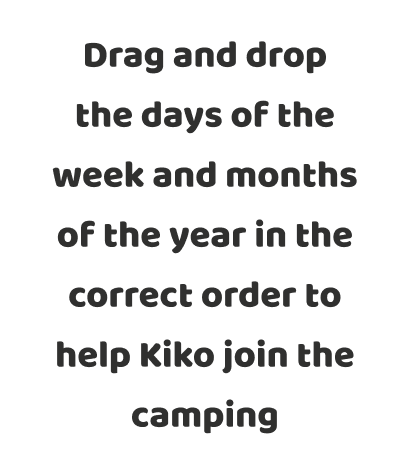 Drag and drop
the days of the
week and months
of the year in the
correct order to
help Kiko join the
camping